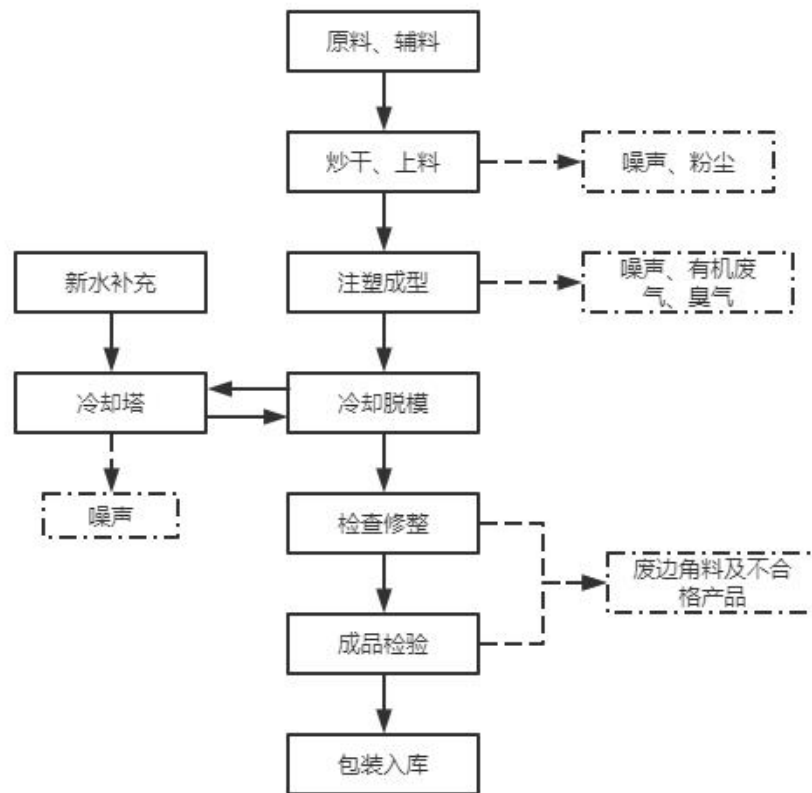 原料、辅料
炒干、上料
噪声、粉尘
新水补充
注塑成型
噪声、有机废
气、臭气
冷却塔
冷却脱模
噪声
检查修整
废边角料及不合
格产品
成品检验
包装入库